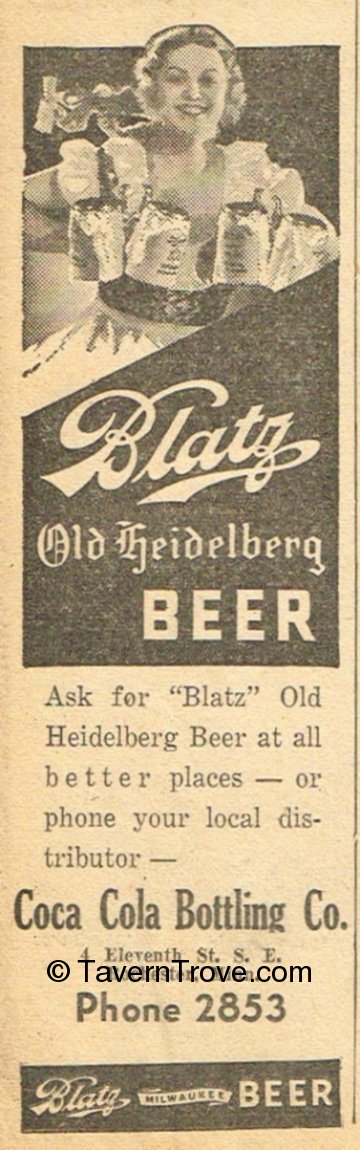 Blatz
Old Heidelberg
BEER
Ask for “Blatz” Old
Heidelberg Beer at all
better places — or
phone your local dis-
tributor —
Coca Cola Bottling Co.
4 Eleventh St. S. E.
© TavernTrove.com
Phone 2853
Blatz MILWAUKEE BEER